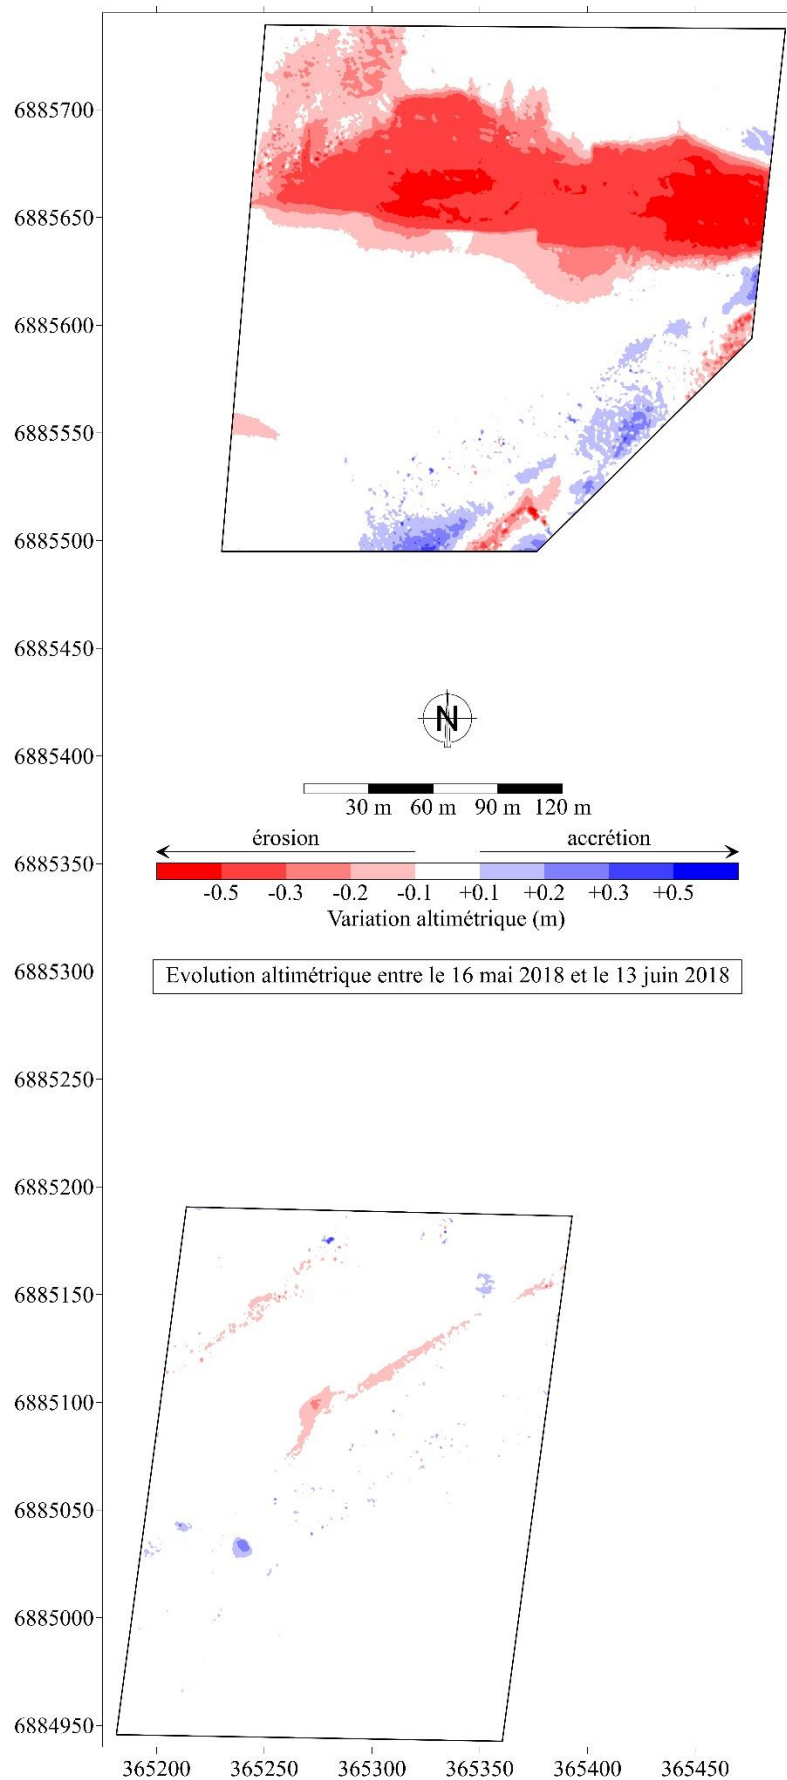 6885700
6885650
6885600
6885550
6885500
6885450
6885400
N
30 m 60 m 90 m 120 m
érosion accrétion
6885350
-0.5 -0.3 -0.2 -0.1 +0.1 +0.2 +0.3 +0.5
Variation altimétrique (m)
6885300
Evolution altimétrique entre le 16 mai 2018 et le 13 juin 2018
6885250
6885200
6885150
6885100
6885050
6885000
6884950
365200 365250 365300 365350 365400 365450